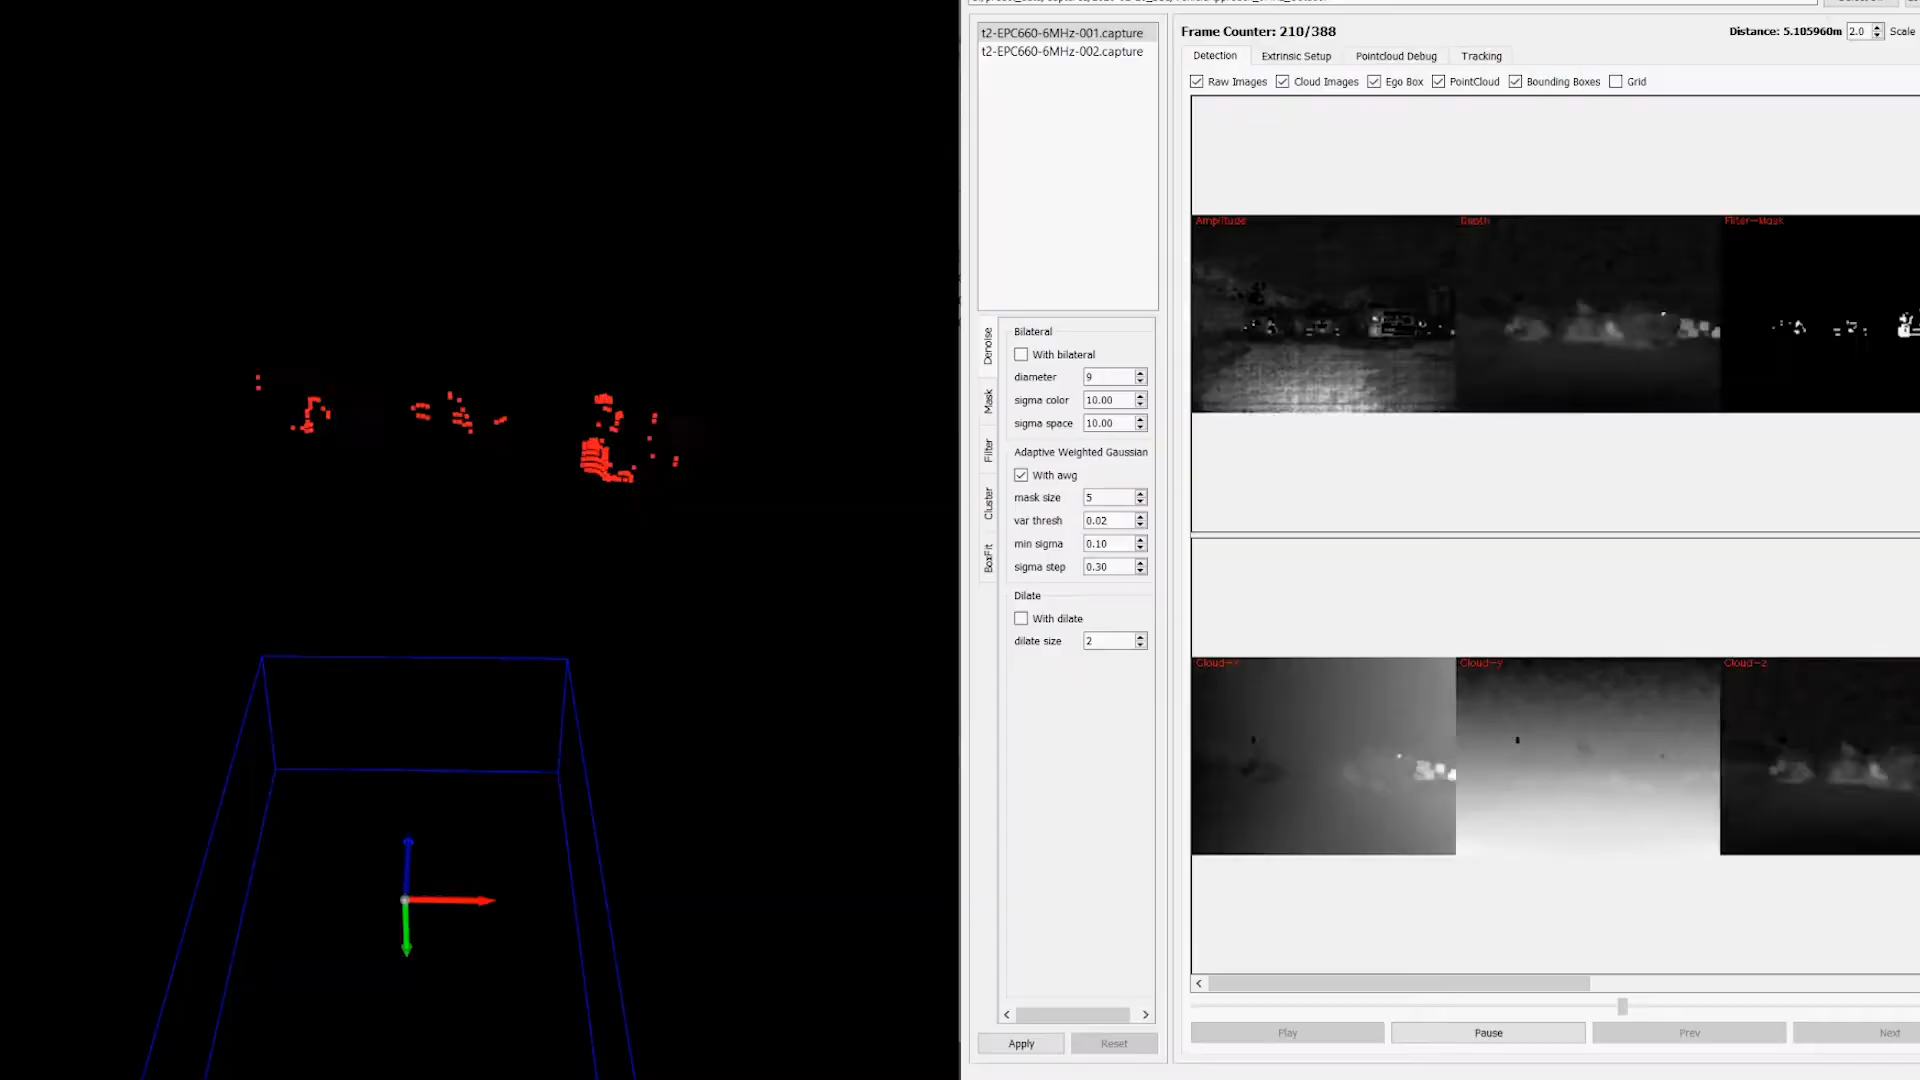 t2-EPC660-6MHz-001.capture
t2-EPC660-6MHz-002.capture
Frame Counter: 210/388
Distance: 5.105960m 2.0 Scale
Detection Extrinsic Setup Pointcloud Debug Tracking
Raw Images Cloud Images Ego Box PointCloud Bounding Boxes Grid
Amplitude Depth Filter-Mask
Denoise
Mask
Filter
Cluster
BoxFit
Bilateral
With bilateral
diameter 9
sigma color 10.00
sigma space 10.00
Adaptive Weighted Gaussian
With awg
mask size 5
var thresh 0.02
min sigma 0.10
sigma step 0.30
Dilate
With dilate
dilate size 2
Cloud-x Cloud-y Cloud-z
Apply Reset
Play Pause Prev Next